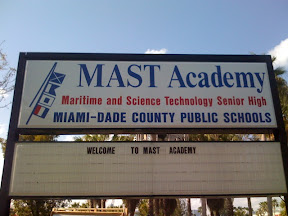 MAST Academy
Maritime and Science Technology Senior High
MIAMI-DADE COUNTY PUBLIC SCHOOLS
WELCOME TO MAST ACADEMY